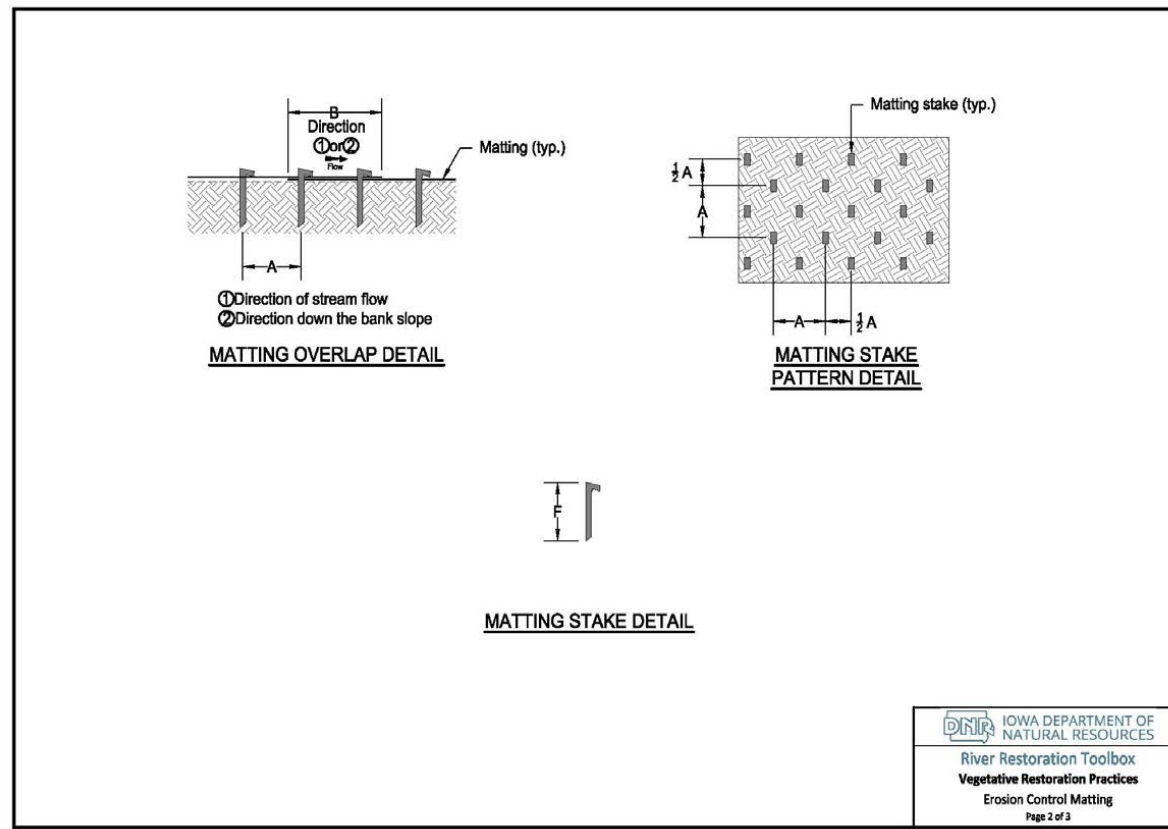 B
Direction
①or②
Flow
Matting (typ.)
A
①Direction of stream flow
②Direction down the bank slope
MATTING OVERLAP DETAIL
Matting stake (typ.)
½ A
A
A
½ A
MATTING STAKE
PATTERN DETAIL
F
MATTING STAKE DETAIL
DNR
IOWA DEPARTMENT OF
NATURAL RESOURCES
River Restoration Toolbox
Vegetative Restoration Practices
Erosion Control Matting
Page 2 of 3